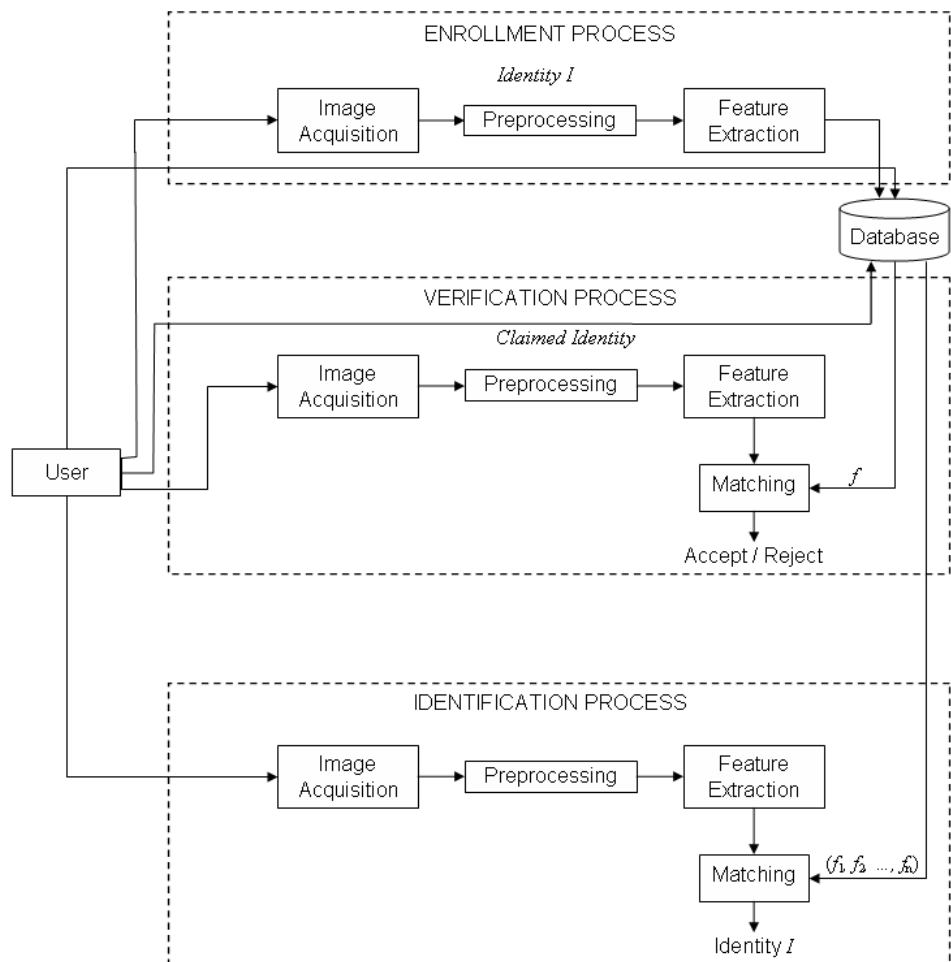 ENROLLMENT PROCESS
Identity I
Image
Acquisition
Preprocessing
Feature
Extraction
Database
VERIFICATION PROCESS
Claimed Identity
Image
Acquisition
Preprocessing
Feature
Extraction
User
Matching
f
Accept / Reject
IDENTIFICATION PROCESS
Image
Acquisition
Preprocessing
Feature
Extraction
Matching
(f1, f2, ..., fn)
Identity I